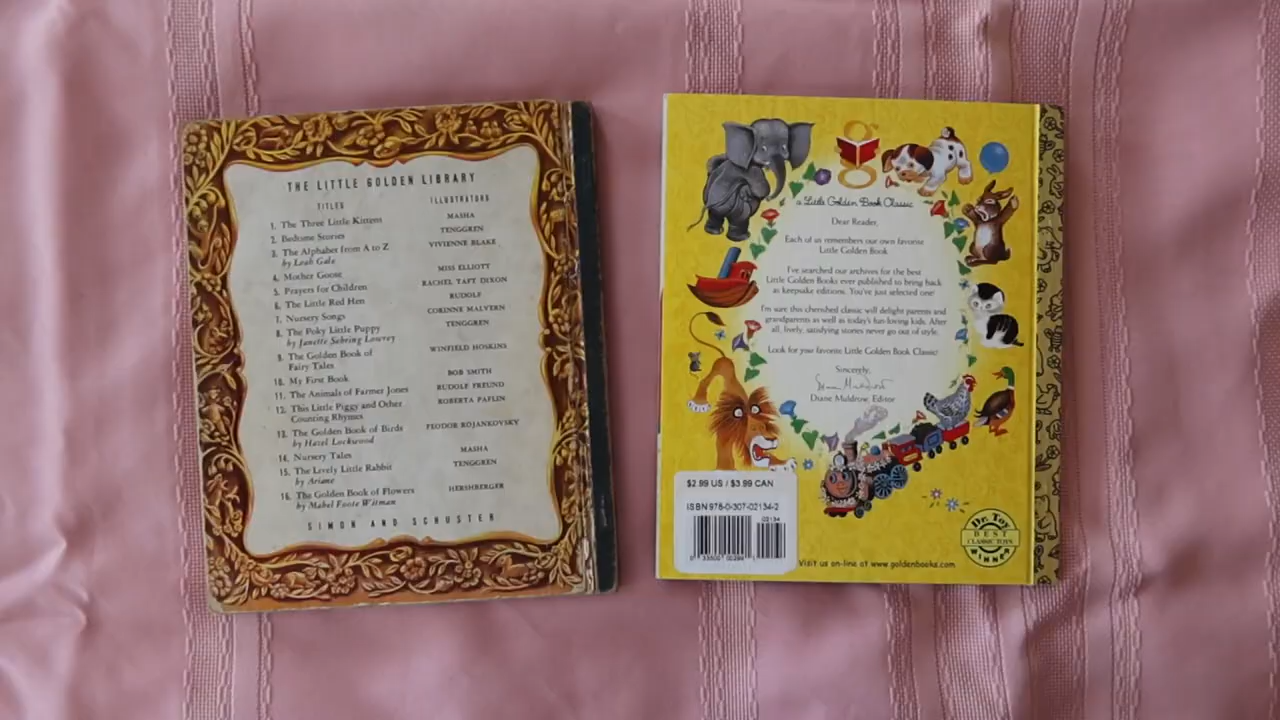 THE LITTLE GOLDEN LIBRARY
TITLES ILLUSTRATORS
1. The Three Little Kittens MASHA
2. Bedtime Stories TENGGREN
3. The Alphabet from A to Z VIVIENNE BLAKE
by Leah Gale
4. Mother Goose MISS ELLIOTT
5. Prayers for Children RACHEL TAFT DIXON
6. The Little Red Hen RUDOLF
7. Nursery Songs CORINNE MALVERN
8. The Poky Little Puppy TENGGREN
by Janette Sebring Lowrey
9. The Golden Book of WINFIELD HOSKINS
Fairy Tales
10. My First Book BOB SMITH
11. The Animals of Farmer Jones RUDOLF FREUND
12. This Little Piggy and Other ROBERTA PAFLIN
Counting Rhymes
13. The Golden Book of Birds FEODOR ROJANKOVSKY
by Hazel Lockwood
14. Nursery Tales MASHA
15. The Lively Little Rabbit TENGGREN
by Ariane
16. The Golden Book of Flowers HERSHBERGER
by Mabel Foote Witman
SIMON AND SCHUSTER
g
a Little Golden Book Classic
Dear Reader,
Each of us remembers our own favorite
Little Golden Book
I've searched our archives for the best
Little Golden Books ever published to bring back
as keepsake editions. You've just selected one!
I'm sure this cherished classic will delight parents and
grandparents as well as today's fun loving kids. After
all, lively, satisfying stories never go out of style.
Look for your favorite Little Golden Book Classic!
Sincerely,
Diane Muldrow
Diane Muldrow, Editor
$2.99 US / $3.99 CAN
ISBN 978-0-307-02134-2
02134
Dr. Toy
BEST
CLASSIC TOYS
WINNER
Visit us on-line at www.goldenbooks.com